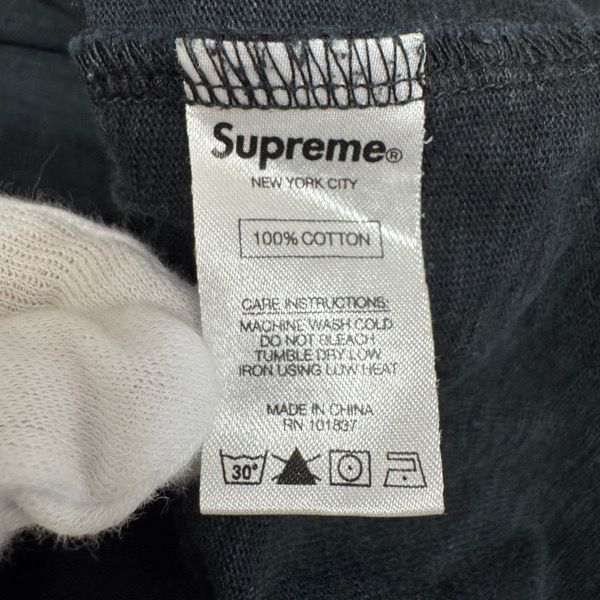 Supreme®
NEW YORK CITY
100% COTTON
CARE INSTRUCTIONS:
MACHINE WASH COLD
DO NOT BLEACH
TUMBLE DRY LOW
IRON USING LOW HEAT
MADE IN CHINA
RN 101837
30°